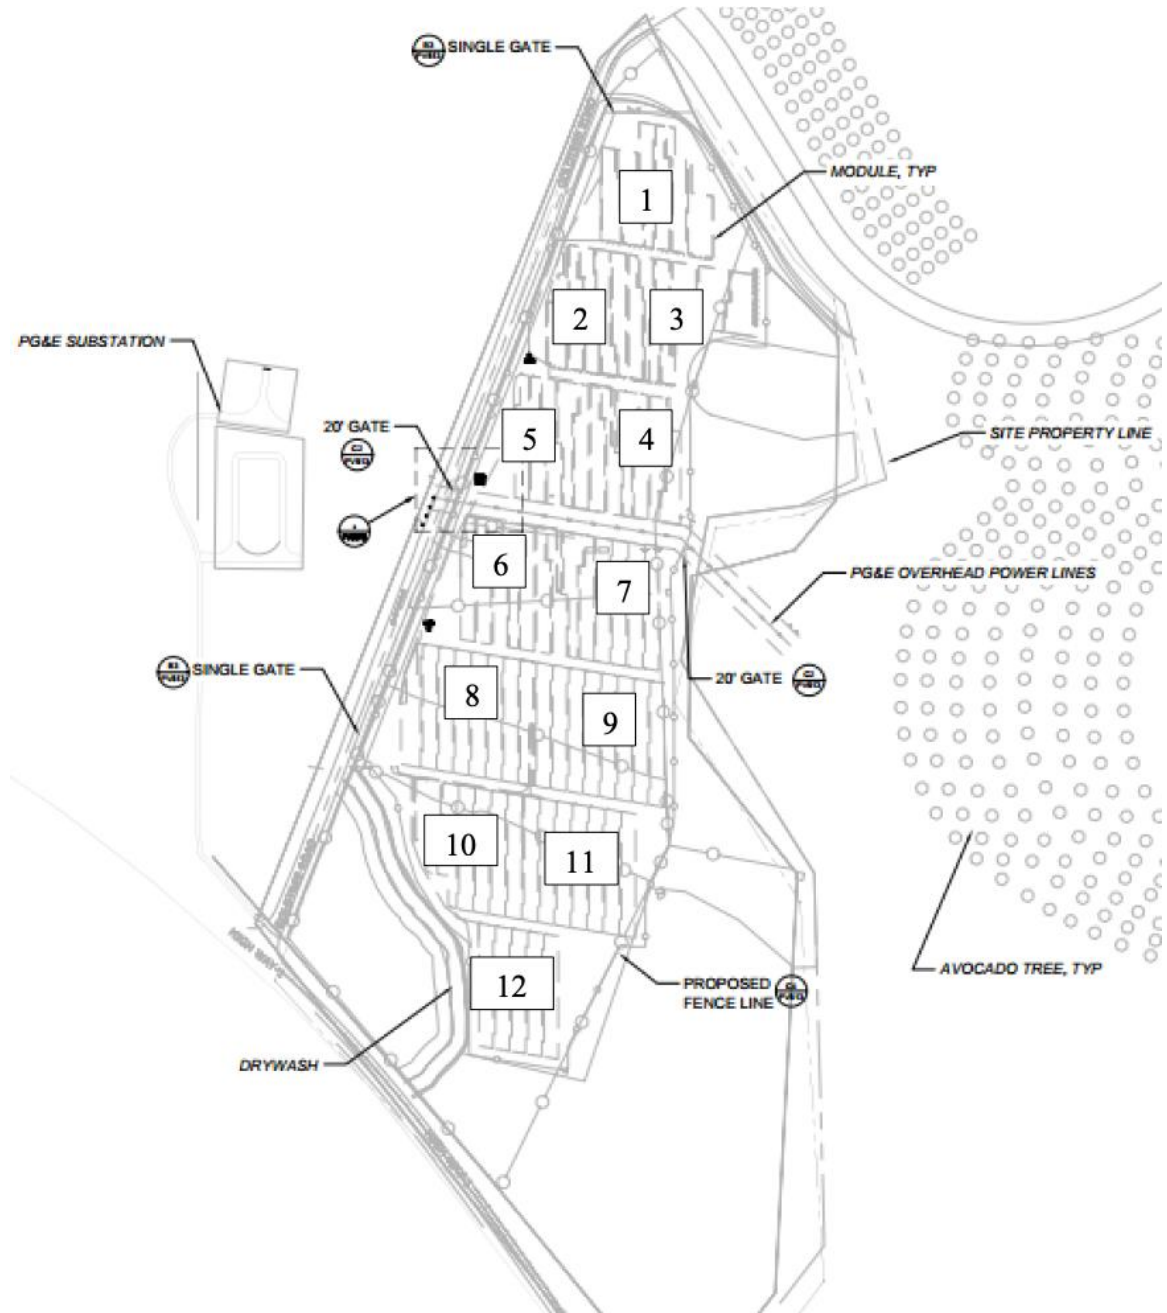 SINGLE GATE
MODULE, TYP
1
2
3
PG&E SUBSTATION
20' GATE
5
4
SITE PROPERTY LINE
6
7
PG&E OVERHEAD POWER LINES
SINGLE GATE
20' GATE
8
9
10
11
12
PROPOSED
FENCE LINE
AVOCADO TREE, TYP
DRYWASH